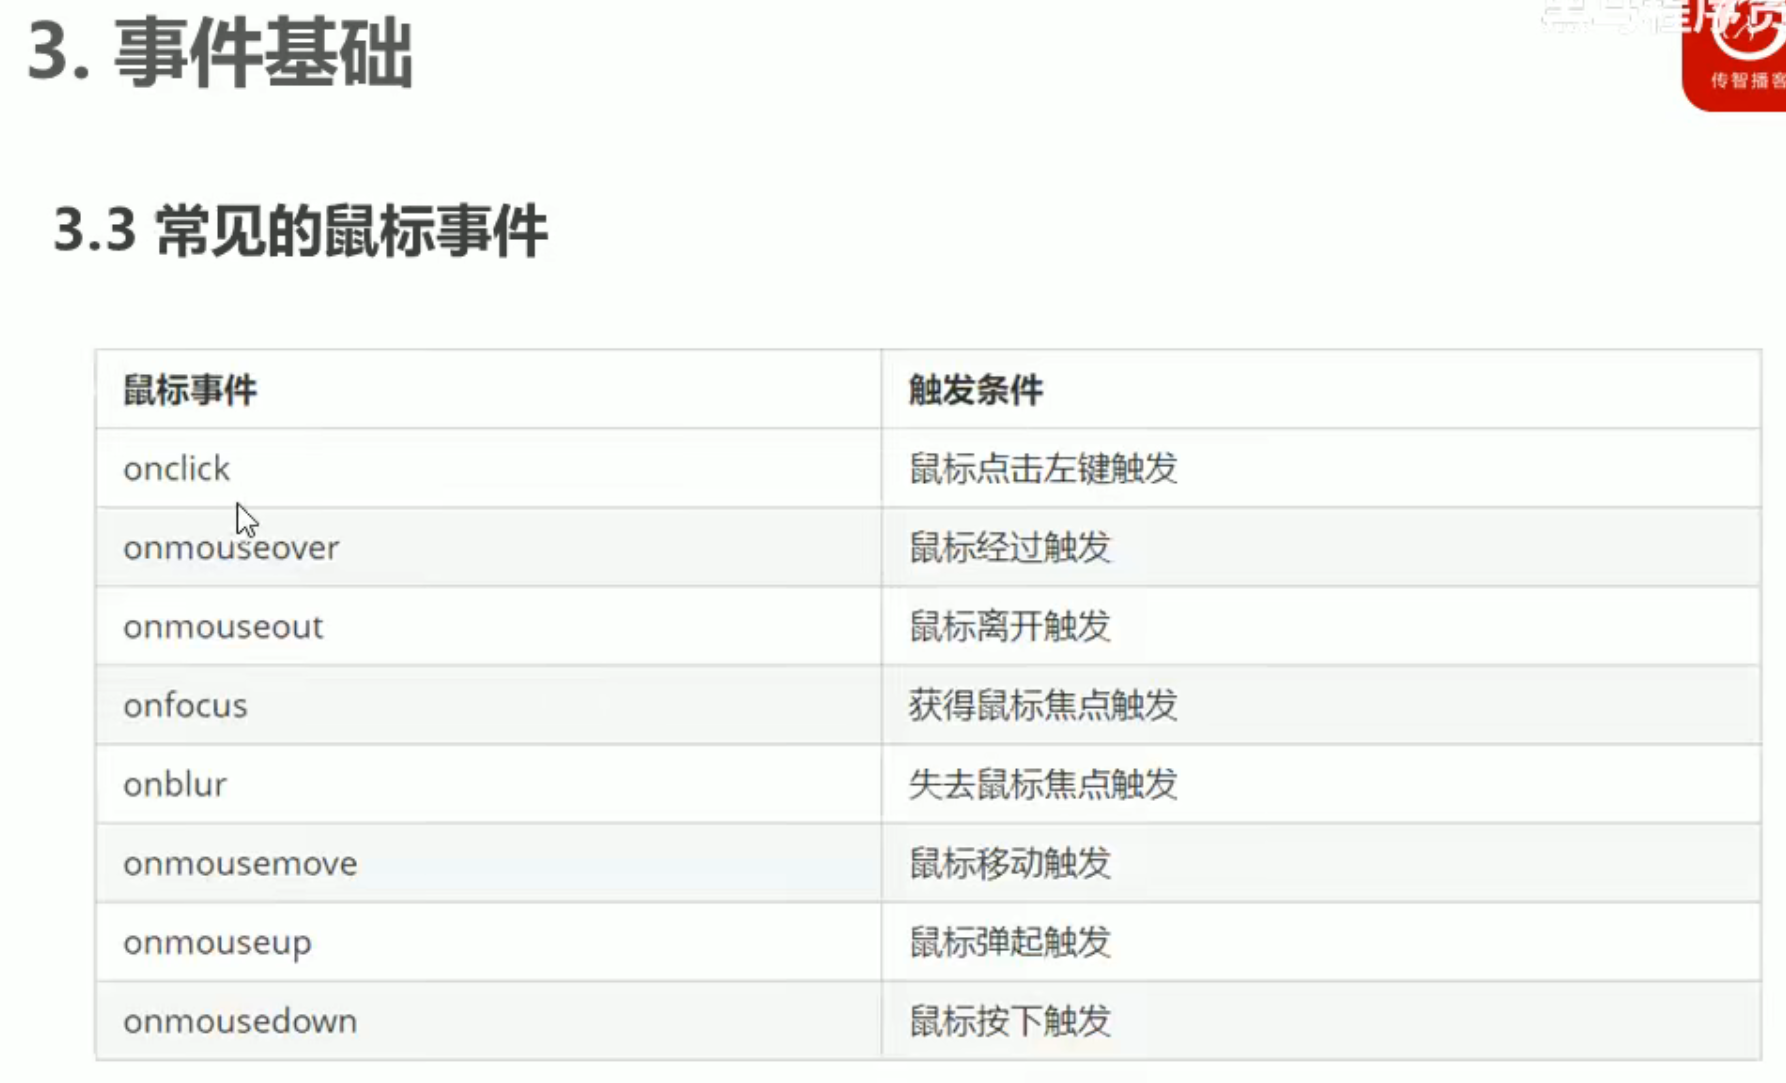 3. 事件基础
传智播客
3.3 常见的鼠标事件
鼠标事件 触发条件
onclick 鼠标点击左键触发
onmouseover 鼠标经过触发
onmouseout 鼠标离开触发
onfocus 获得鼠标焦点触发
onblur 失去鼠标焦点触发
onmousemove 鼠标移动触发
onmouseup 鼠标弹起触发
onmousedown 鼠标按下触发